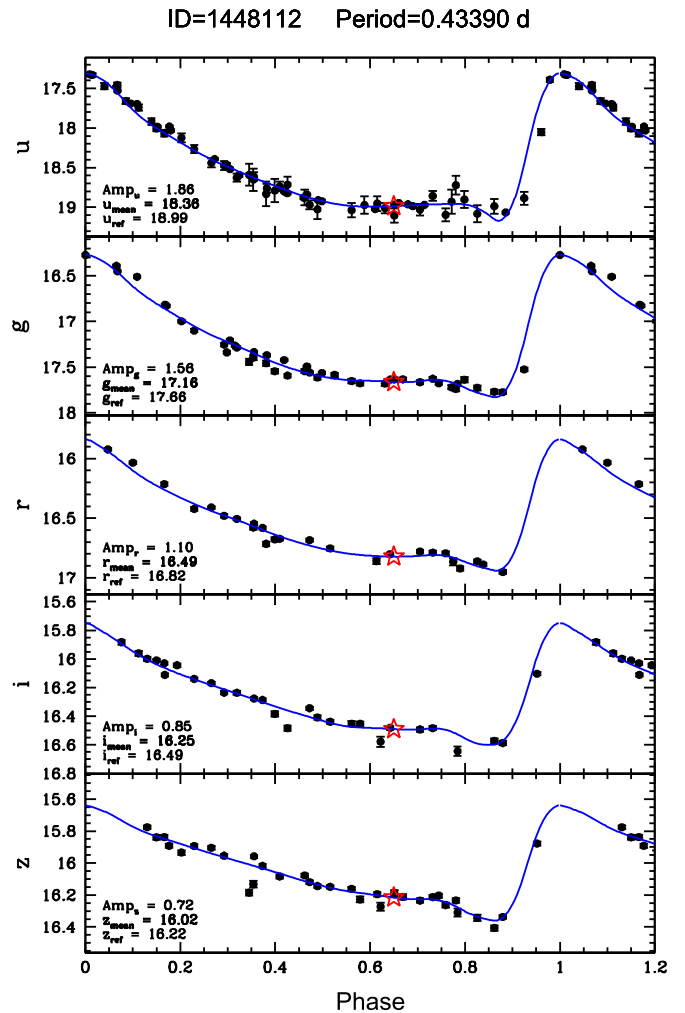 ID=1448112 Period=0.43390 d
17.5
18
18.5
19
u
Amp_u = 1.86
u_mean = 18.36
u_ref = 18.99
16.5
17
17.5
18
g
Amp_g = 1.56
g_mean = 17.16
g_ref = 17.66
16
16.5
17
r
Amp_r = 1.10
r_mean = 16.49
r_ref = 16.82
15.6
15.8
16
16.2
16.4
16.6
16.8
i
Amp_i = 0.85
i_mean = 16.25
i_ref = 16.49
15.6
15.8
16
16.2
16.4
z
Amp_z = 0.72
z_mean = 16.02
z_ref = 16.22
0 0.2 0.4 0.6 0.8 1 1.2
Phase